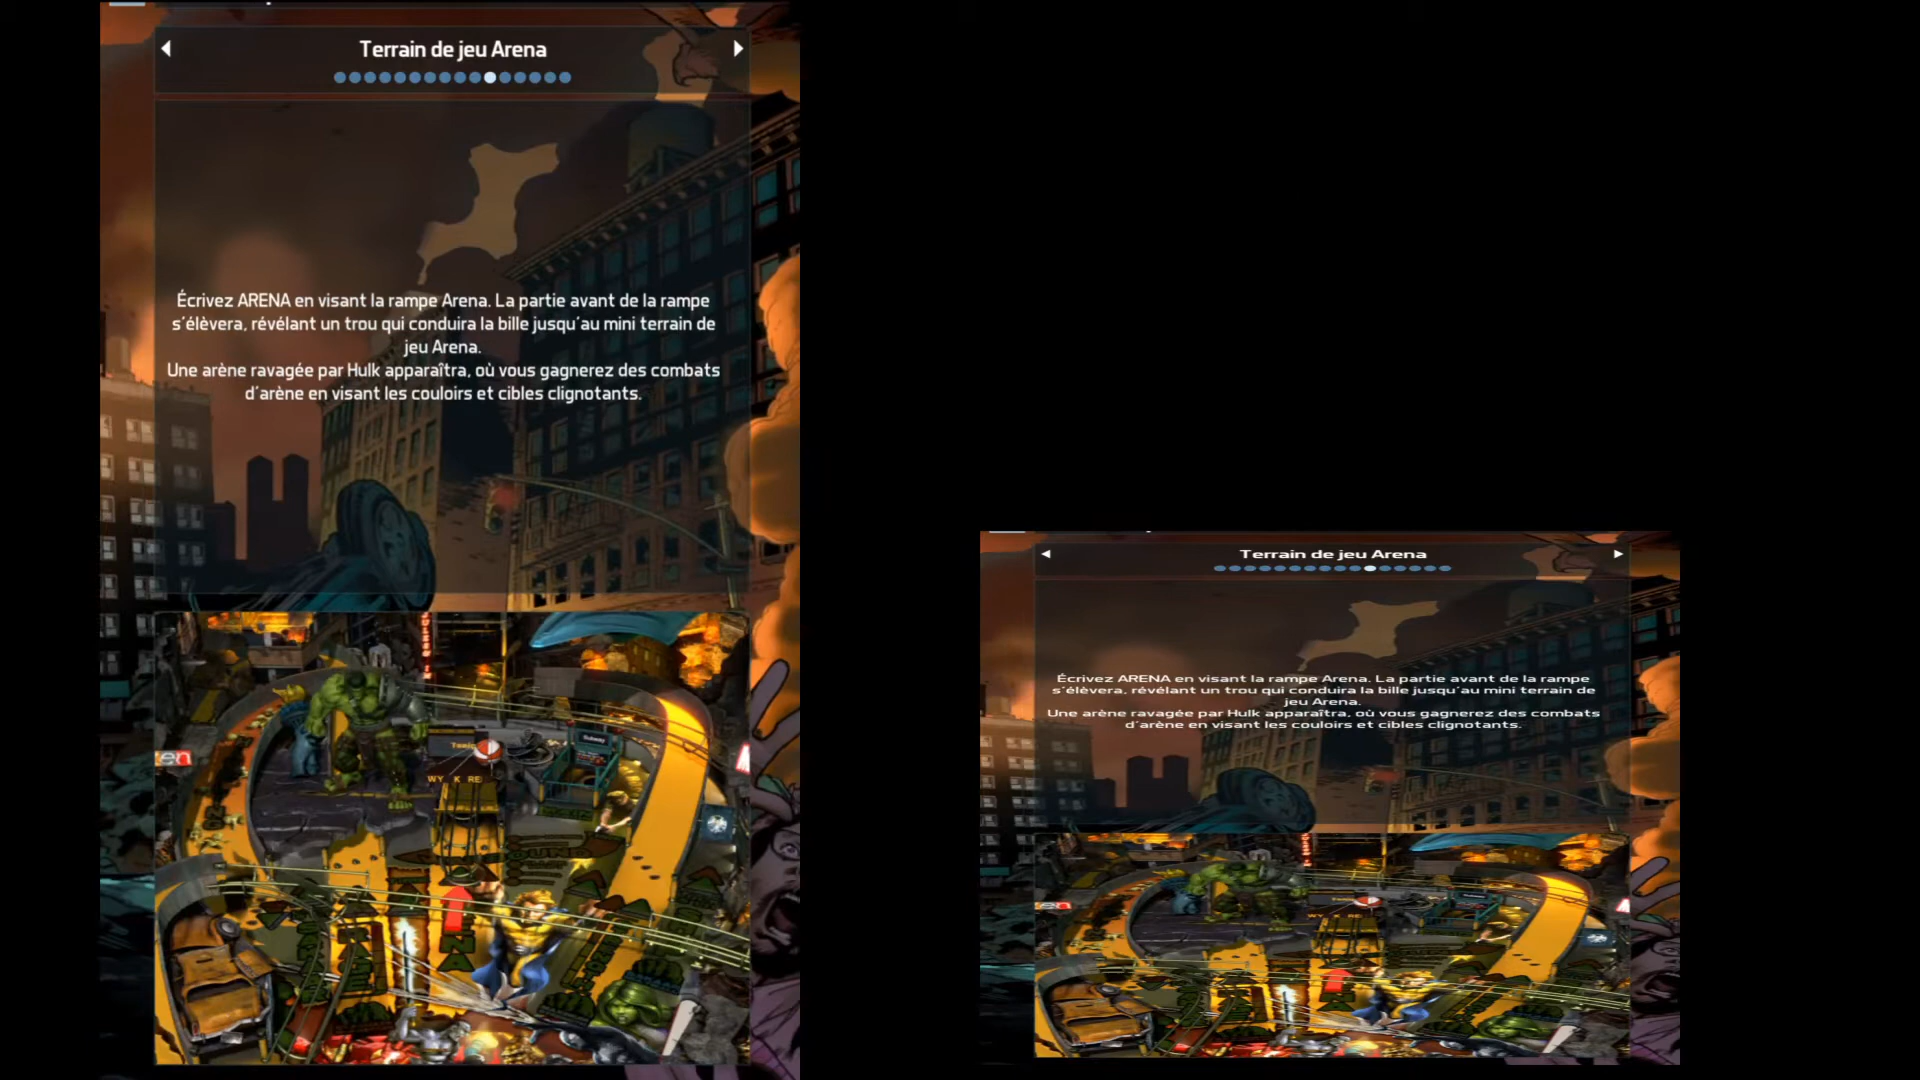 Terrain de jeu Arena
Écrivez ARENA en visant la rampe Arena. La partie avant de la rampe
s'élèvera, révélant un trou qui conduira la bille jusqu'au mini terrain de
jeu Arena.
Une arène ravagée par Hulk apparaîtra, où vous gagnerez des combats
d'arène en visant les couloirs et cibles clignotants.
Terrain de jeu Arena
Écrivez ARENA en visant la rampe Arena. La partie avant de la rampe
s'élèvera, révélant un trou qui conduira la bille jusqu'au mini terrain de
jeu Arena.
Une arène ravagée par Hulk apparaîtra, où vous gagnerez des combats
d'arène en visant les couloirs et cibles clignotants.